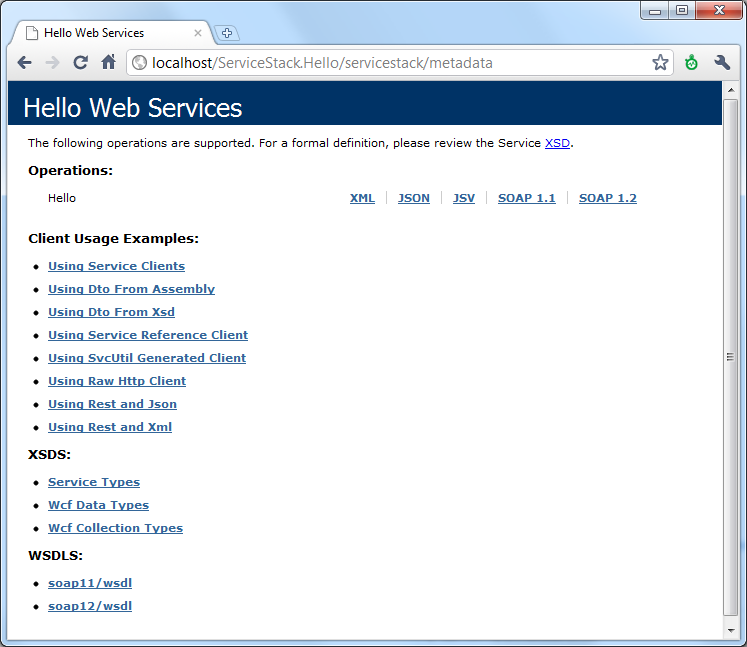 Hello Web Services
localhost/ServiceStack.Hello/servicestack/metadata
Hello Web Services
The following operations are supported. For a formal definition, please review the Service XSD.
Operations:
Hello XML JSON JSV SOAP 1.1 SOAP 1.2
Client Usage Examples:
Using Service Clients
Using Dto From Assembly
Using Dto From Xsd
Using Service Reference Client
Using SvcUtil Generated Client
Using Raw Http Client
Using Rest and Json
Using Rest and Xml
XSDS:
Service Types
Wcf Data Types
Wcf Collection Types
WSDLS:
soap11/wsdl
soap12/wsdl